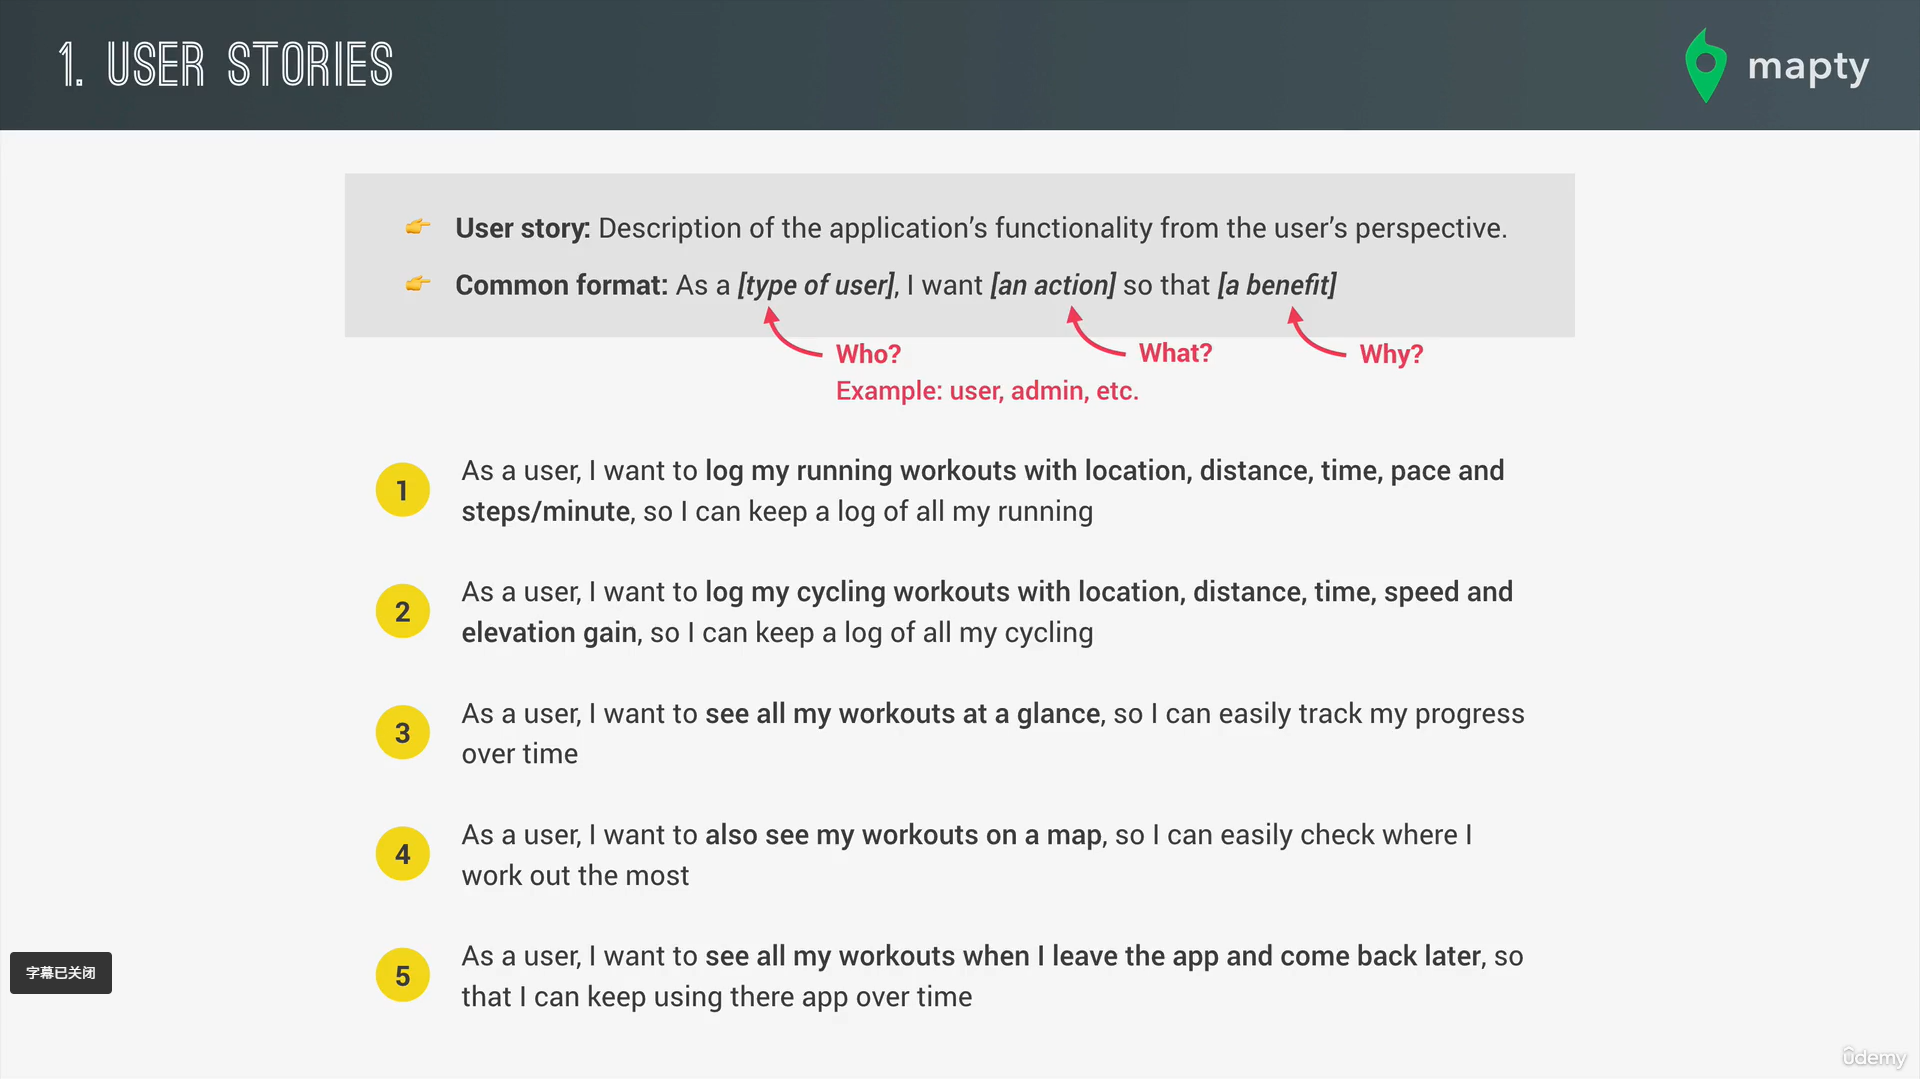 1. USER STORIES
mapty
User story: Description of the application’s functionality from the user’s perspective.
Common format: As a [type of user], I want [an action] so that [a benefit]
Who?
What?
Why?
Example: user, admin, etc.
1
As a user, I want to log my running workouts with location, distance, time, pace and
steps/minute, so I can keep a log of all my running
2
As a user, I want to log my cycling workouts with location, distance, time, speed and
elevation gain, so I can keep a log of all my cycling
3
As a user, I want to see all my workouts at a glance, so I can easily track my progress
over time
4
As a user, I want to also see my workouts on a map, so I can easily check where I
work out the most
5
As a user, I want to see all my workouts when I leave the app and come back later, so
that I can keep using there app over time
字幕已关闭
ûdemy